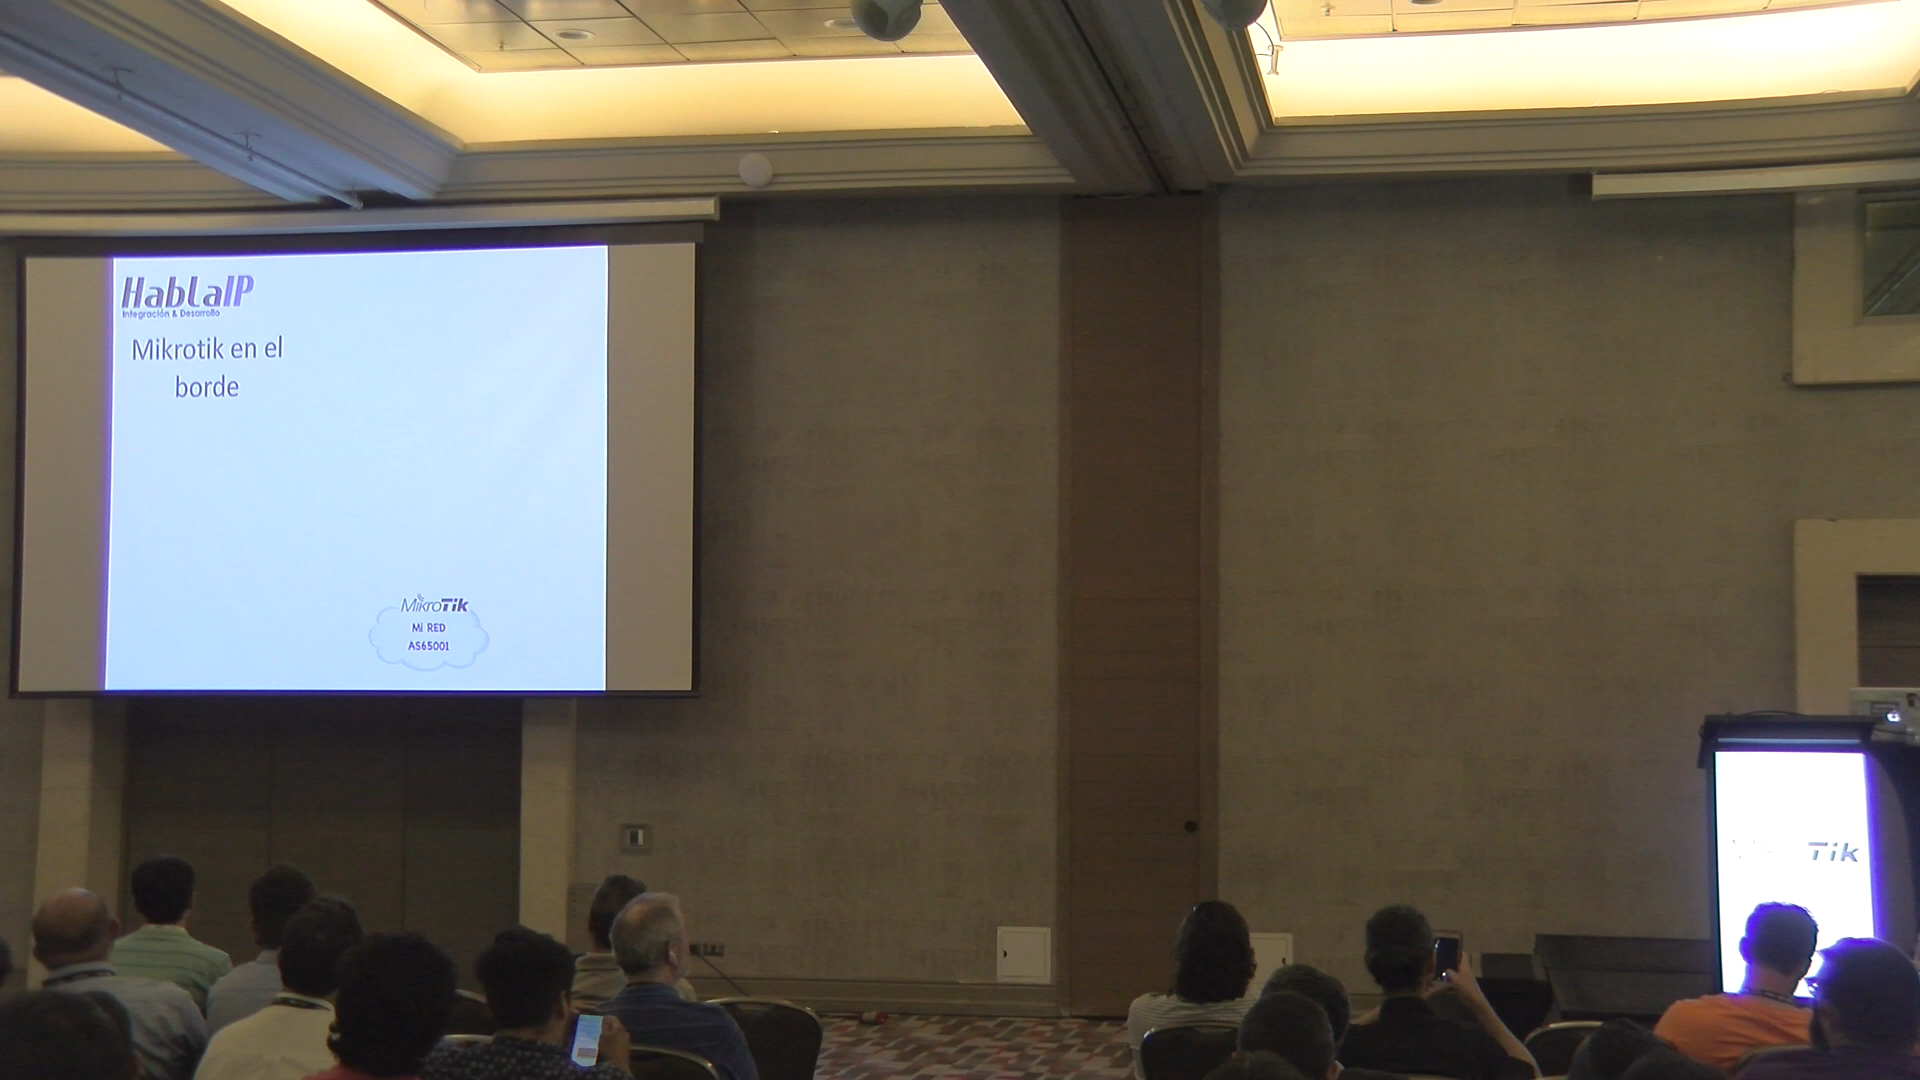 HabLaIP
Integración & Desarrollo
Mikrotik en el
borde
MikroTik
Mi RED
AS65001
Tik